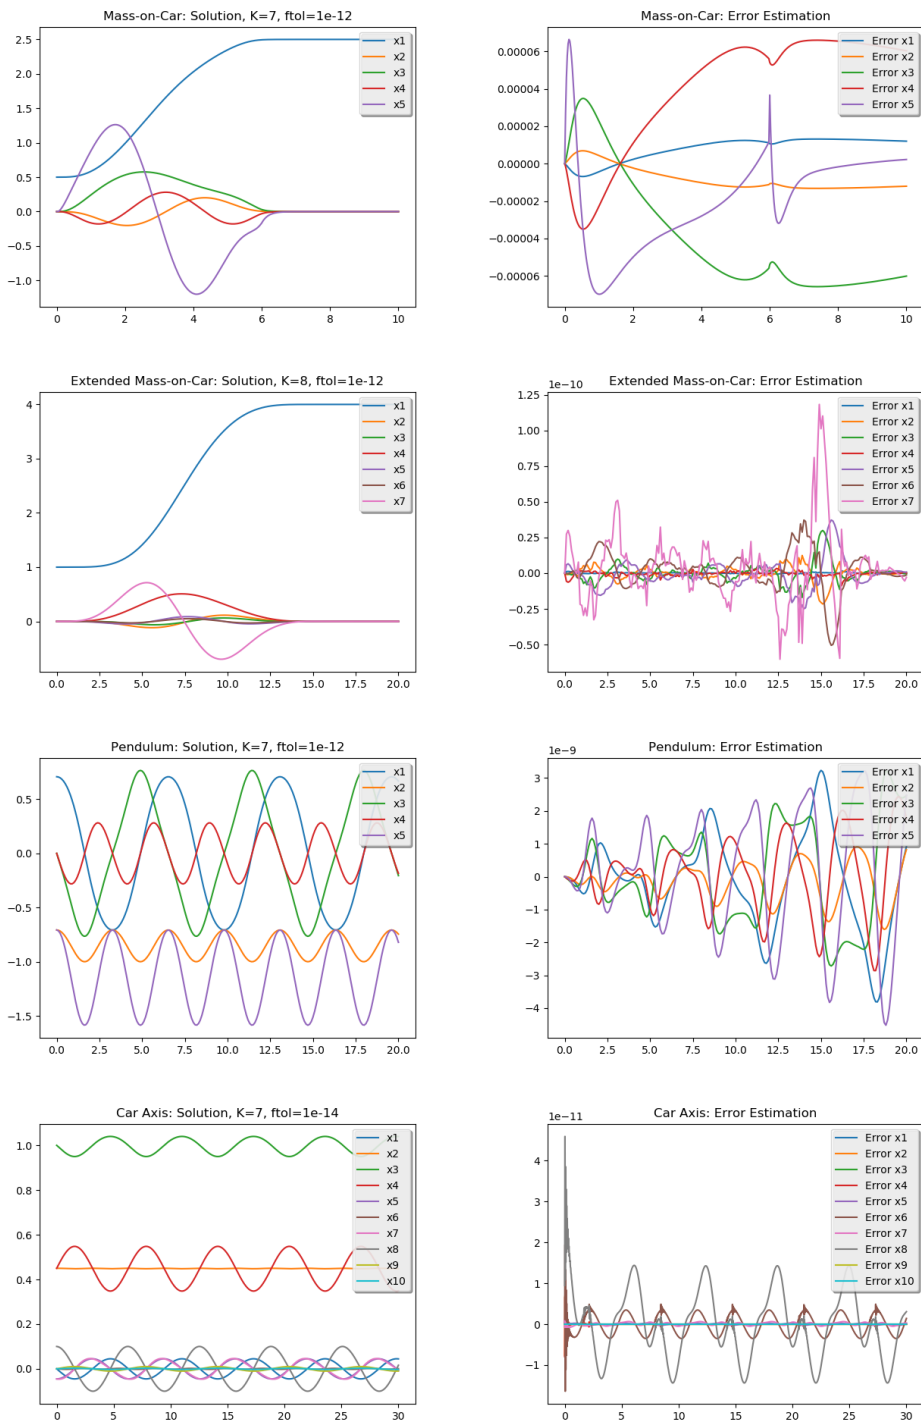 Mass-on-Car: Solution, K=7, ftol=1e-12
2.5
2.0
1.5
1.0
0.5
0.0
−0.5
−1.0
0 2 4 6 8 10
x1
x2
x3
x4
x5
Mass-on-Car: Error Estimation
0.00006
0.00004
0.00002
0.00000
−0.00002
−0.00004
−0.00006
0 2 4 6 8 10
Error x1
Error x2
Error x3
Error x4
Error x5
Extended Mass-on-Car: Solution, K=8, ftol=1e-12
4
3
2
1
0
0.0 2.5 5.0 7.5 10.0 12.5 15.0 17.5 20.0
x1
x2
x3
x4
x5
x6
x7
Extended Mass-on-Car: Error Estimation
1e−10
1.25
1.00
0.75
0.50
0.25
0.00
−0.25
−0.50
0.0 2.5 5.0 7.5 10.0 12.5 15.0 17.5 20.0
Error x1
Error x2
Error x3
Error x4
Error x5
Error x6
Error x7
Pendulum: Solution, K=7, ftol=1e-12
0.5
0.0
−0.5
−1.0
−1.5
0.0 2.5 5.0 7.5 10.0 12.5 15.0 17.5 20.0
x1
x2
x3
x4
x5
Pendulum: Error Estimation
1e−9
3
2
1
0
−1
−2
−3
−4
0.0 2.5 5.0 7.5 10.0 12.5 15.0 17.5 20.0
Error x1
Error x2
Error x3
Error x4
Error x5
Car Axis: Solution, K=7, ftol=1e-14
1.0
0.8
0.6
0.4
0.2
0.0
0 5 10 15 20 25 30
x1
x2
x3
x4
x5
x6
x7
x8
x9
x10
Car Axis: Error Estimation
1e−11
4
3
2
1
0
−1
0 5 10 15 20 25 30
Error x1
Error x2
Error x3
Error x4
Error x5
Error x6
Error x7
Error x8
Error x9
Error x10